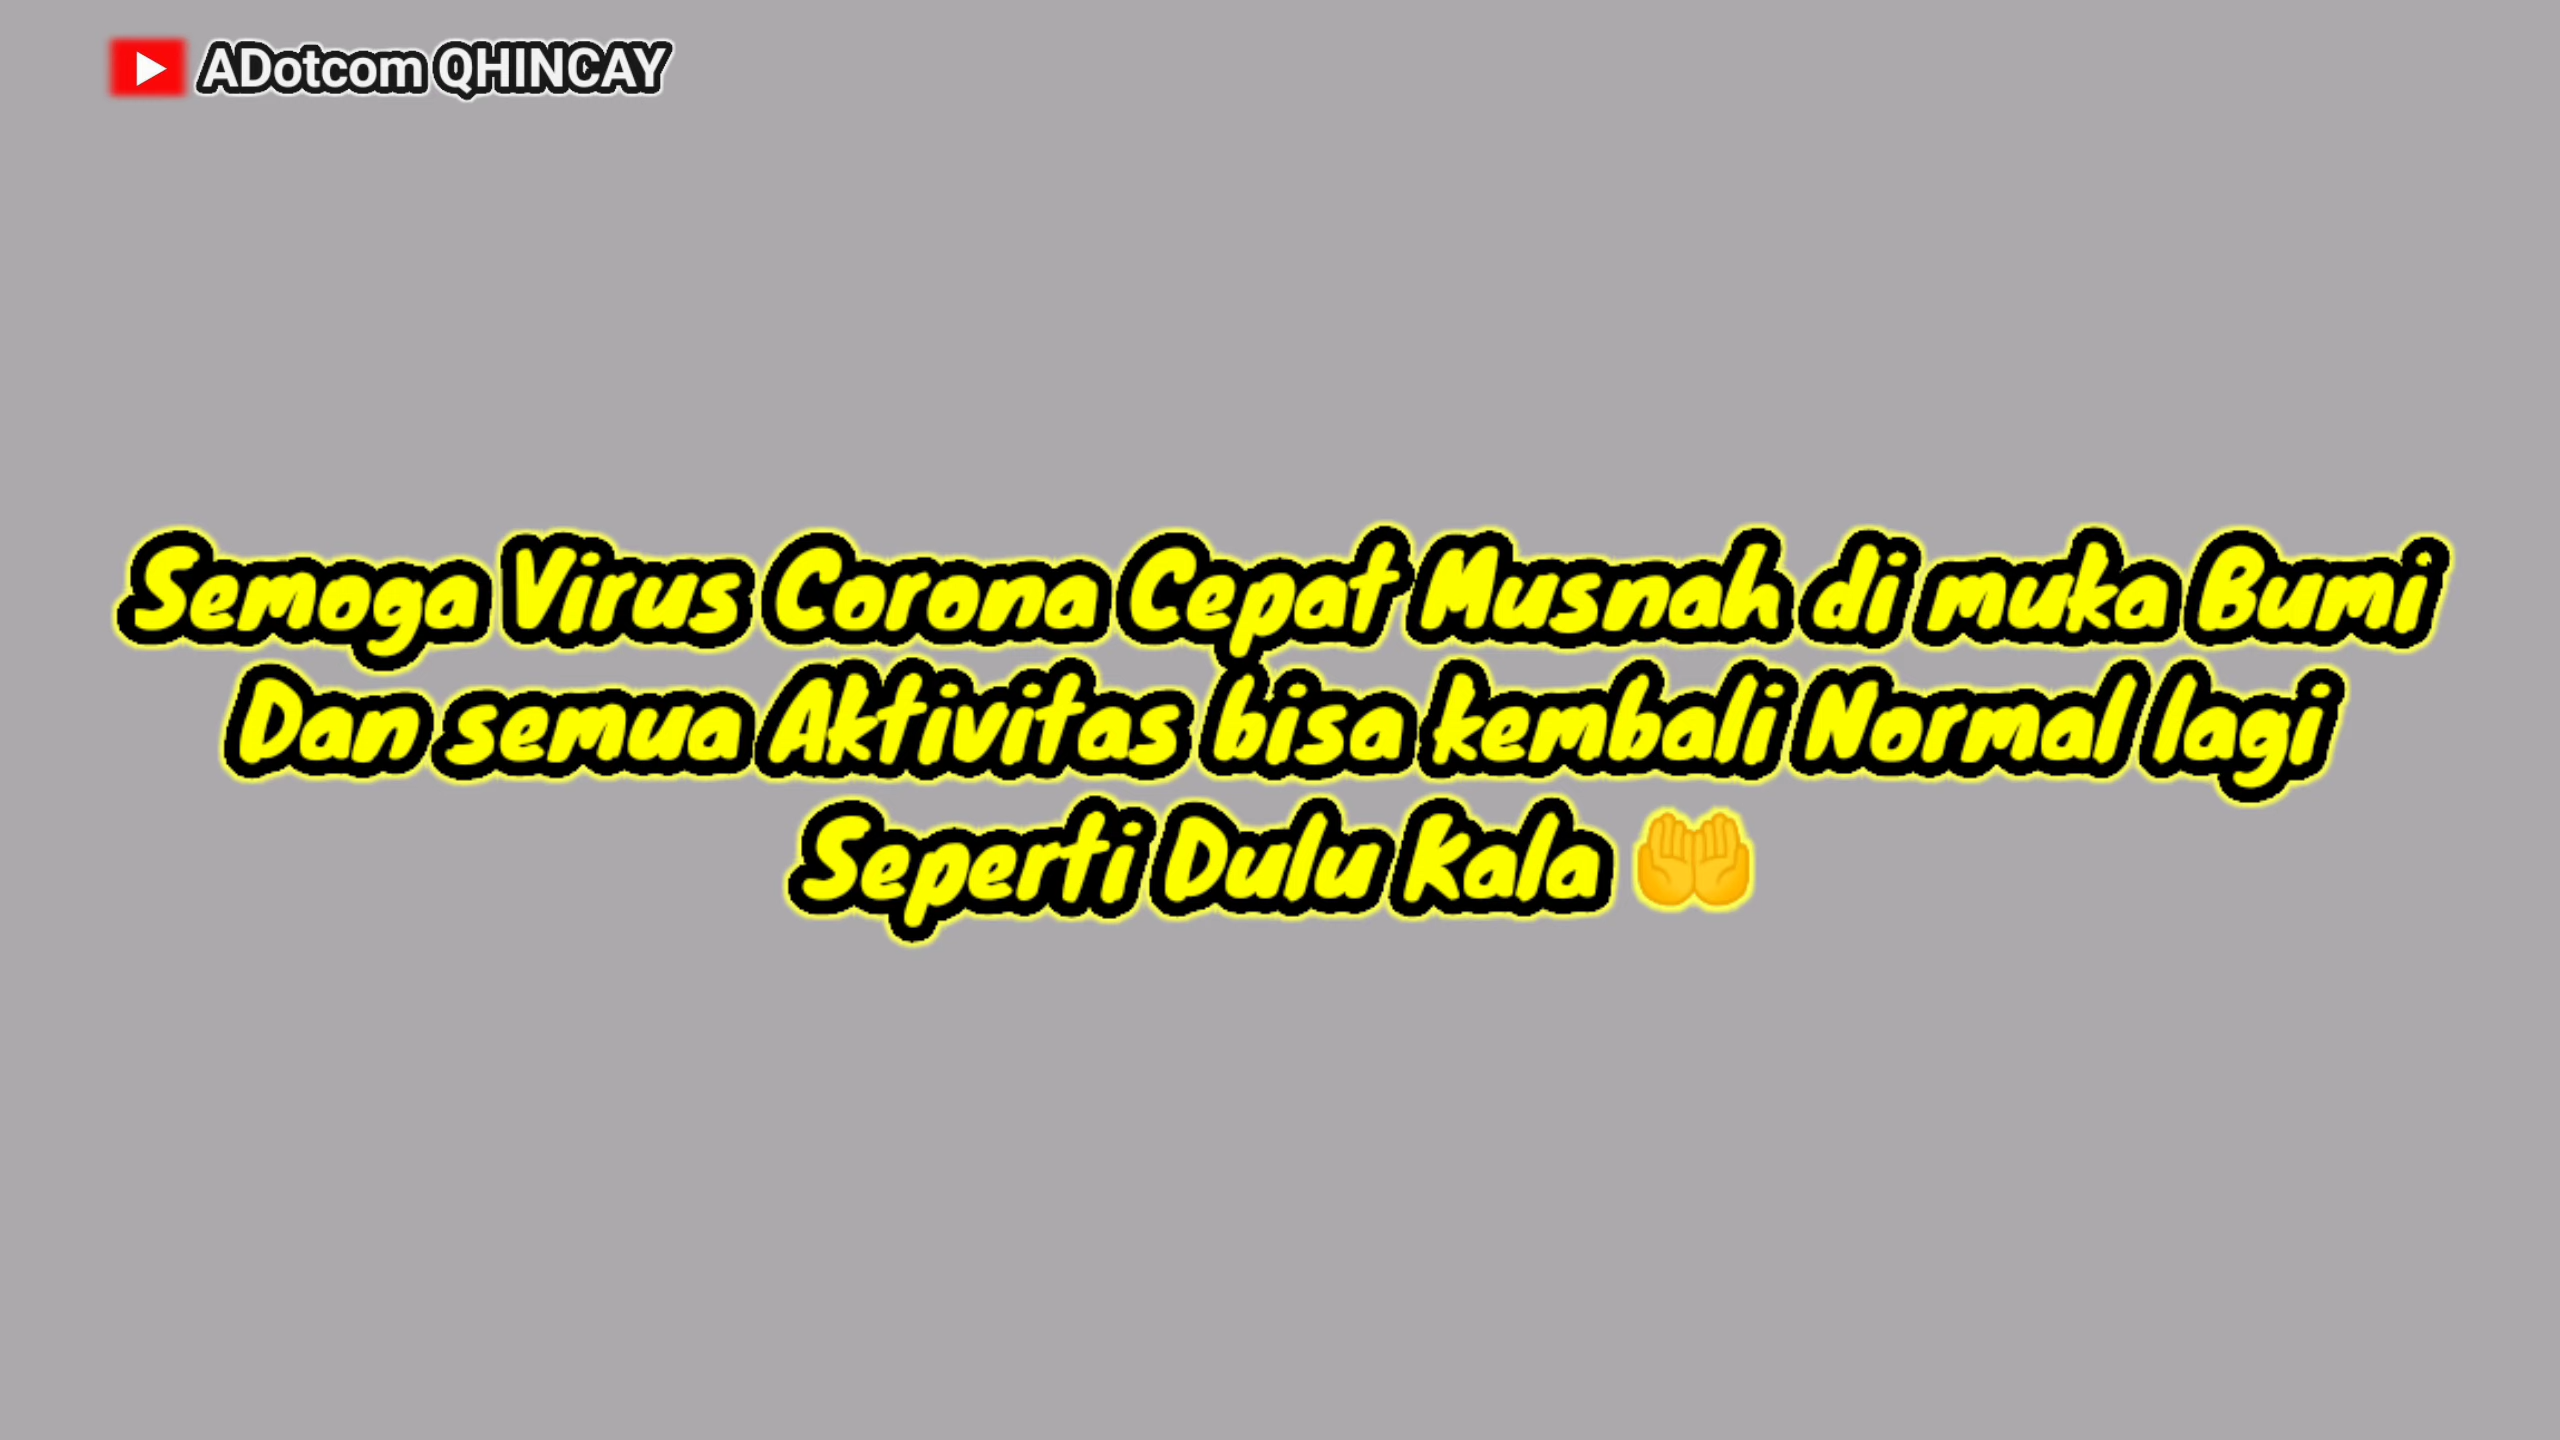 ADotcom QHINCAY
Semoga Virus Corona Cepat Musnah di muka Bumi
Dan semua Aktivitas bisa kembali Normal lagi
Seperti Dulu Kala 🤲